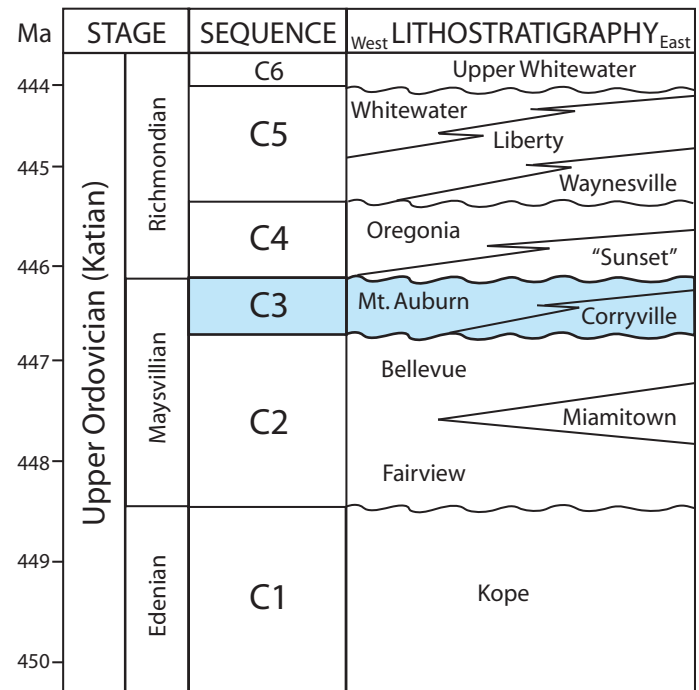 Ma STAGE SEQUENCE West LITHOSTRATIGRAPHY East
C6 Upper Whitewater
444
Whitewater
C5 Liberty
445
Waynesville
Richmondian
Oregonia
C4
446 "Sunset"
C3 Mt. Auburn
Corryville
447
Bellevue
Upper Ordovician (Katian)
Maysvillian
C2 Miamitown
448
Fairview
449
Edenian
C1 Kope
450